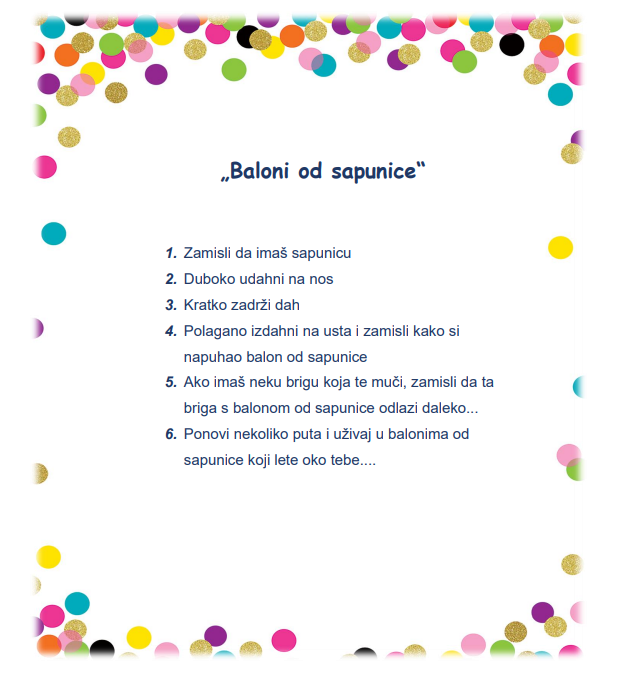 „Baloni od sapunice“
1. Zamisli da imaš sapunicu
2. Duboko udahni na nos
3. Kratko zadrži dah
4. Polagano izdahni na usta i zamisli kako si
napuhao balon od sapunice
5. Ako imaš neku brigu koja te muči, zamisli da ta
briga s balonom od sapunice odlazi daleko...
6. Ponovi nekoliko puta i uživaj u balonima od
sapunice koji lete oko tebe....